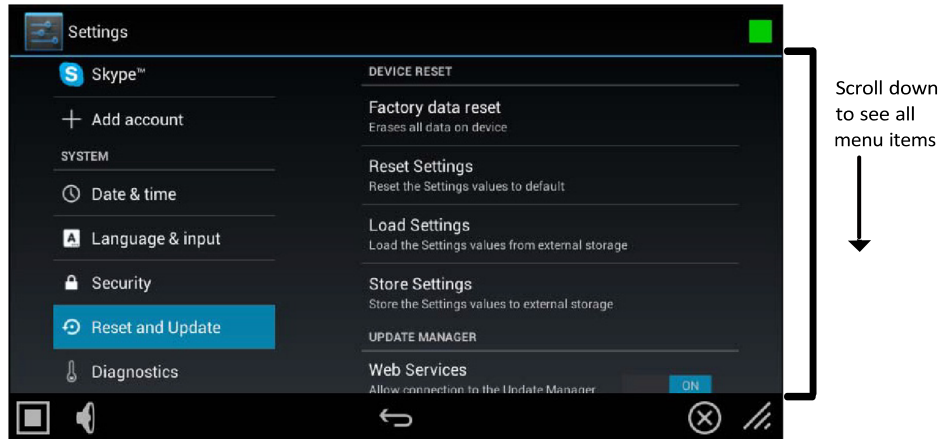 Settings
Skype™
Add account
SYSTEM
Date & time
A
Language & input
Security
Reset and Update
Diagnostics
DEVICE RESET
Factory data reset
Erases all data on device
Reset Settings
Reset the Settings values to default
Load Settings
Load the Settings values from external storage
Store Settings
Store the Settings values to external storage
UPDATE MANAGER
Web Services
Allow connection to the Update Manager
ON
Scroll down
to see all
menu items